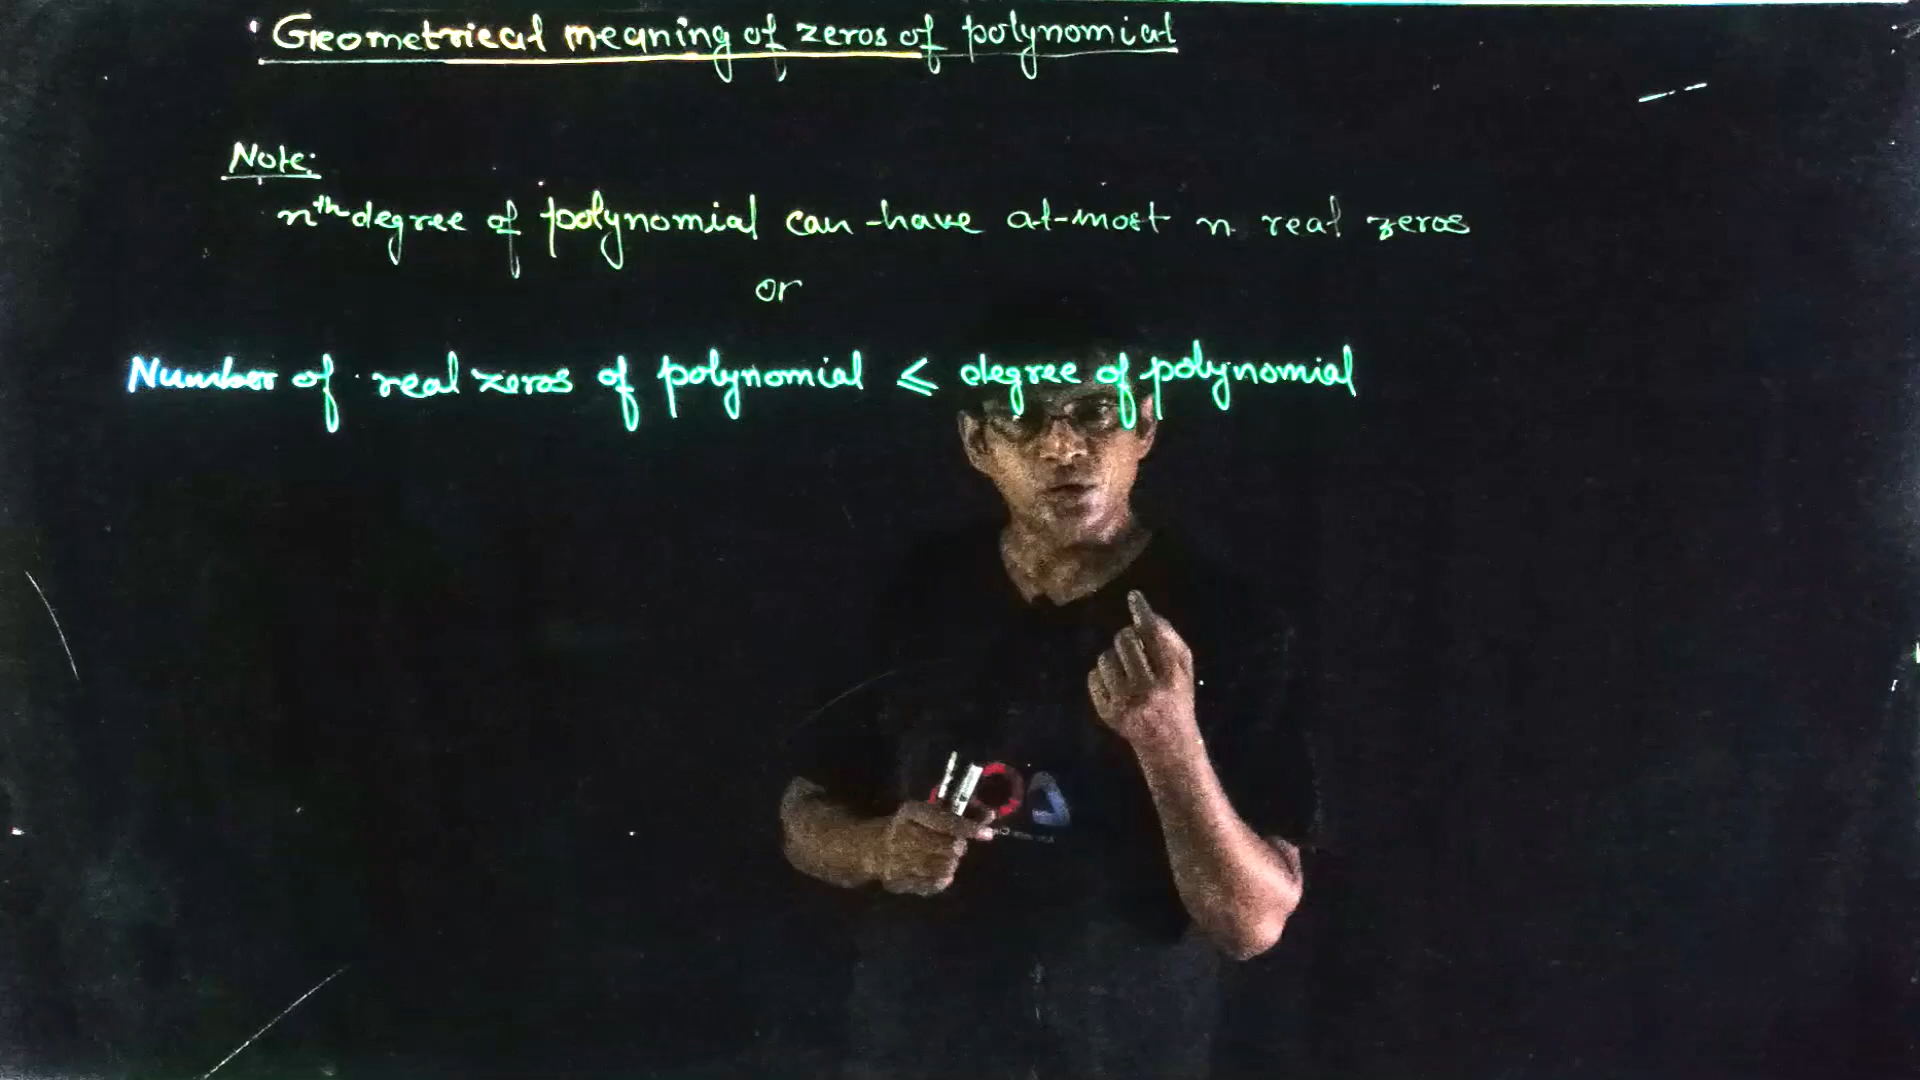 Geometrical meaning of zeros of polynomial
Note:
nth degree of polynomial can have at-most n real zeros
or
Number of real zeros of polynomial ⩽ degree of polynomial